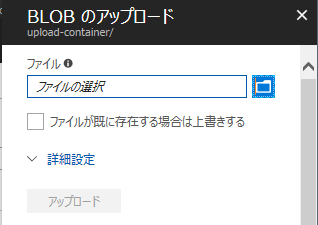 BLOB のアップロード
upload-container/
ファイル
ファイルの選択
ファイルが既に存在する場合は上書きする
詳細設定
アップロード